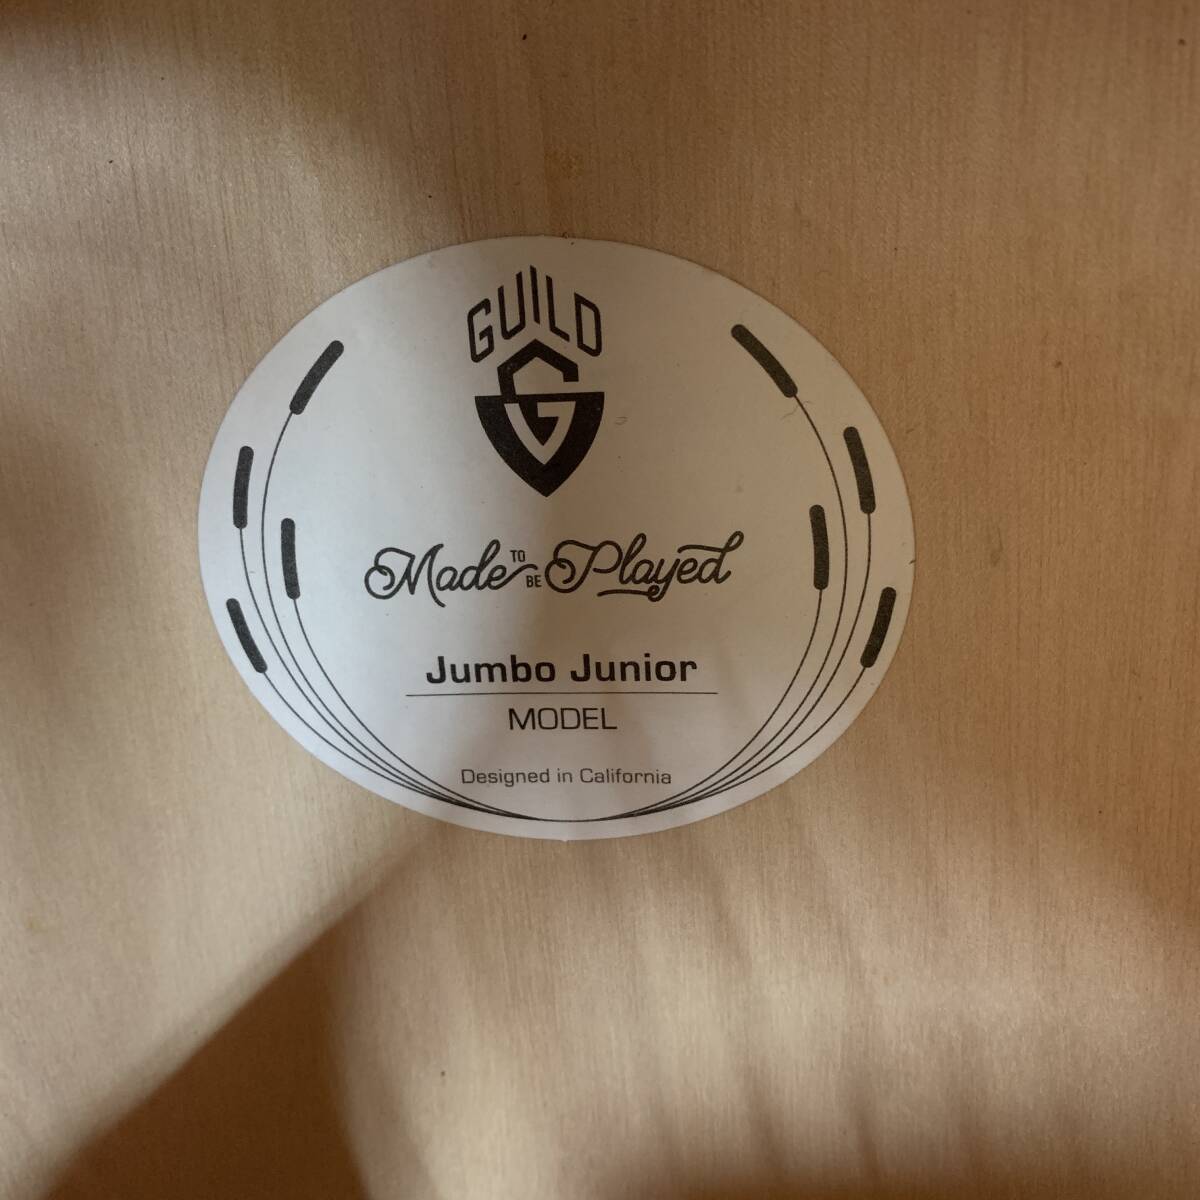 GUILD
G
Made TO BE Played
Jumbo Junior
MODEL
Designed in California